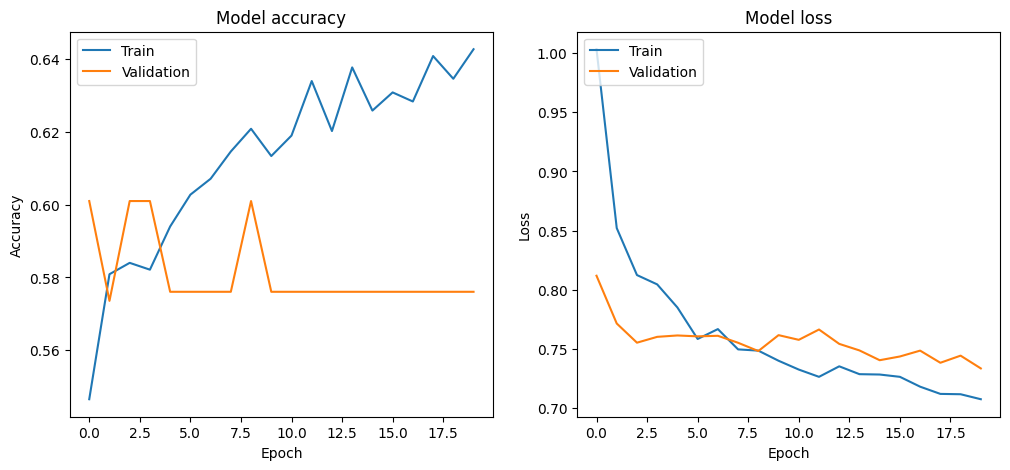 Model accuracy
Train
Validation
0.64
0.62
0.60
0.58
0.56
Accuracy
0.0
2.5
5.0
7.5
10.0
12.5
15.0
17.5
Epoch
Model loss
Train
Validation
1.00
0.95
0.90
0.85
0.80
0.75
0.70
Loss
0.0
2.5
5.0
7.5
10.0
12.5
15.0
17.5
Epoch